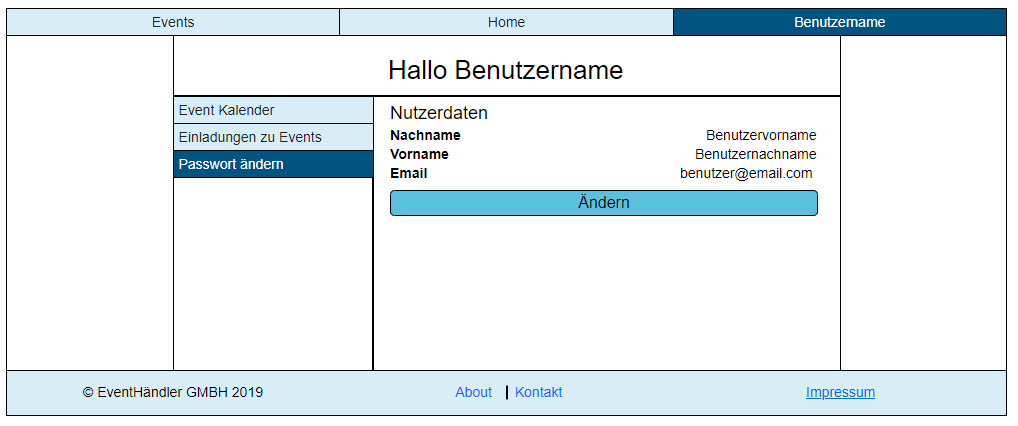 Events Home Benutzername
Hallo Benutzername
Event Kalender
Einladungen zu Events
Passwort ändern
Nutzerdaten
Nachname Benutzervorname
Vorname Benutzernachname
Email benutzer@email.com
Ändern
© EventHändler GMBH 2019 About | Kontakt Impressum